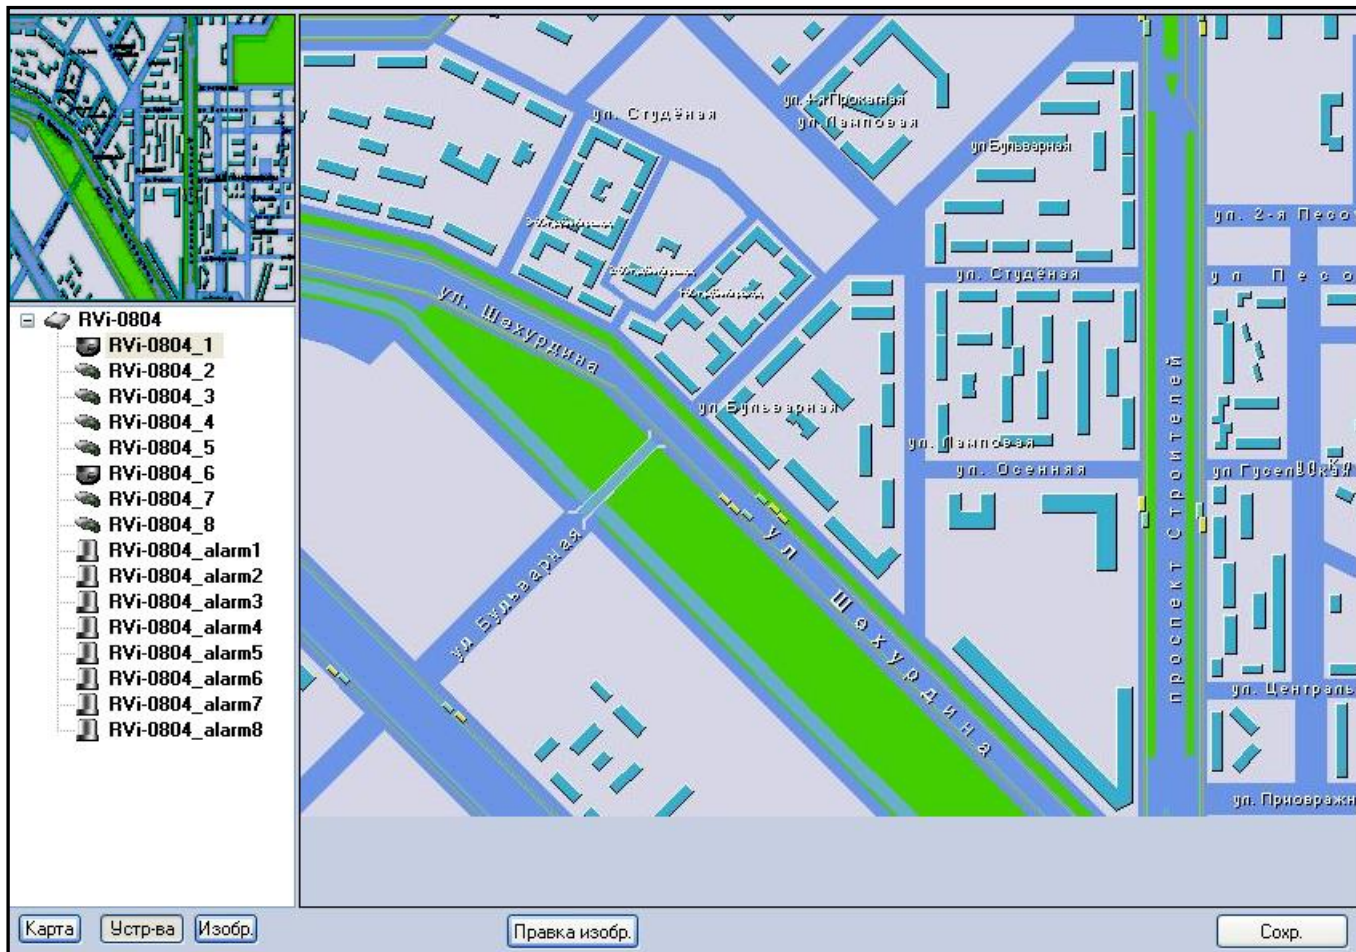 RVi-0804
RVi-0804_1
RVi-0804_2
RVi-0804_3
RVi-0804_4
RVi-0804_5
RVi-0804_6
RVi-0804_7
RVi-0804_8
RVi-0804_alarm1
RVi-0804_alarm2
RVi-0804_alarm3
RVi-0804_alarm4
RVi-0804_alarm5
RVi-0804_alarm6
RVi-0804_alarm7
RVi-0804_alarm8
ул. 4-я Прокатная
ул. Студёная
ул. Ламповая
ул Бульварная
ул. 2-я Песо
ул. Студёная
ул Песо
ул. Шехурдина
ул Бульварная
ул. Ламповая
ул. Осенняя
проспект Строителей
ул Шехурдина
ул Бульварная
ул. Централь
ул. Приовражн
Карта
Устр-ва
Изобр.
Правка изобр.
Сохр.